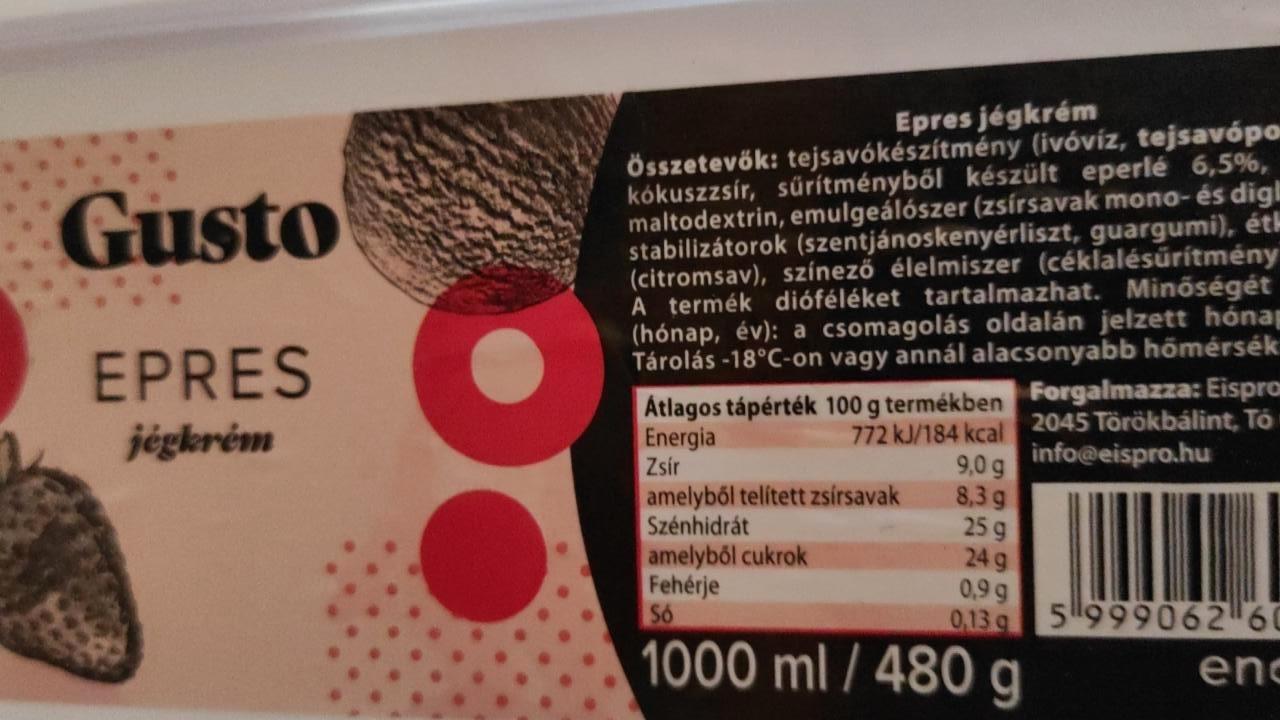 Gusto
EPRES
jégkrém
Epres jégkrém
Összetevők: tejsavókészítmény (ivóvíz, tejsavópo
kókuszzsír, sűrítményből készült eperlé 6,5%,
maltodextrin, emulgeálószer (zsírsavak mono- és digl
stabilizátorok (szentjánoskenyérliszt, guargumi), étk
(citromsav), színező élelmiszer (céklalésűrítmény
A termék dióféléket tartalmazhat. Minőségét
(hónap, év): a csomagolás oldalán jelzett hónap
Tárolás -18°C-on vagy annál alacsonyabb hőmérsék
Átlagos tápérték 100 g termékben
Energia 772 kJ/184 kcal
Zsír 9,0 g
amelyből telített zsírsavak 8,3 g
Szénhidrát 25 g
amelyből cukrok 24 g
Fehérje 0,9 g
Só 0,13 g
1000 ml / 480 g
Forgalmazza: Eispro
2045 Törökbálint, Tó
info@eispro.hu
5 999062 60